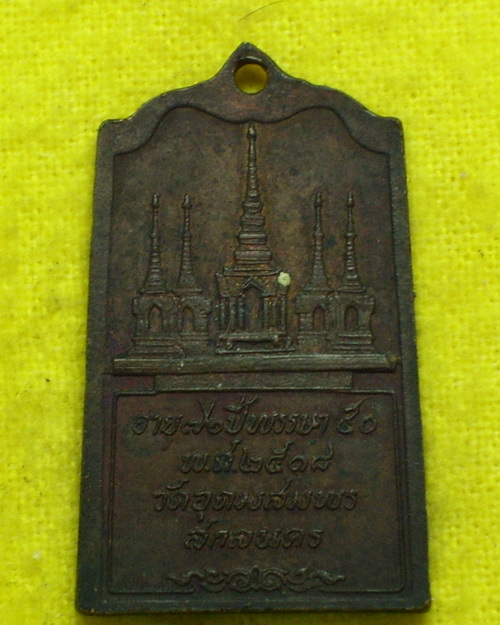 อายุ ๗๖ ปี พรรษา ๕๐
พ.ศ. ๒๕๑๘
วัดอุดมสมพร
สกลนคร